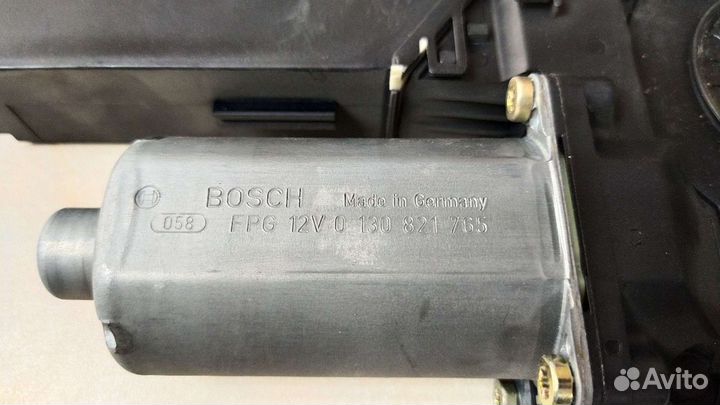 BOSCH Made in Germany
058 FPG 12V 0 130 821 765
Avito